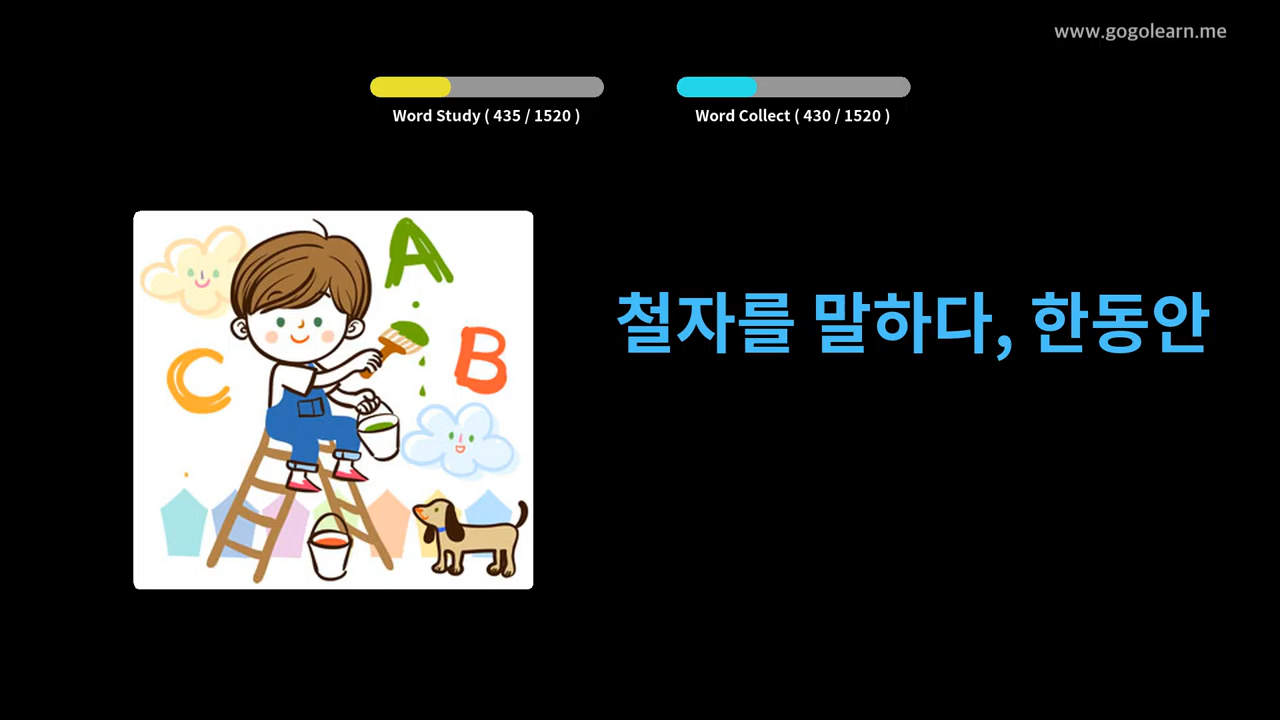 www.gogolearn.me
Word Study ( 435 / 1520 )
Word Collect ( 430 / 1520 )
A
B
C
철자를 말하다, 한동안